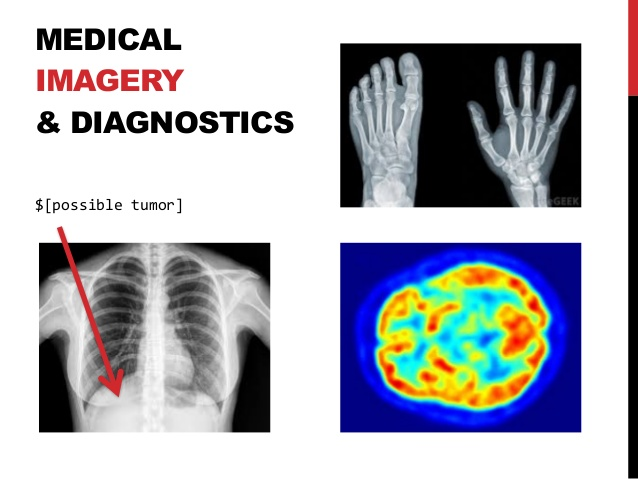 MEDICAL
IMAGERY
& DIAGNOSTICS
$[possible tumor]